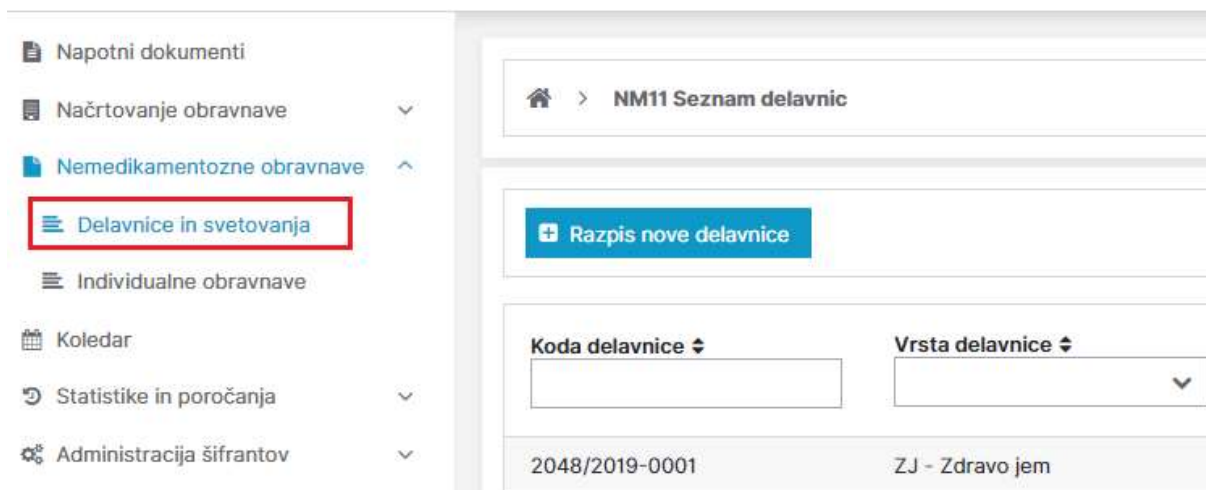 Napotni dokumenti
Načrtovanje obravnave
Nemedikamentozne obravnave
Delavnice in svetovanja
Individualne obravnave
Koledar
Statistike in poročanja
Administracija šifrantov
> NM11 Seznam delavnic
Razpis nove delavnice
Koda delavnice Vrsta delavnice
2048/2019-0001 ZJ - Zdravo jem